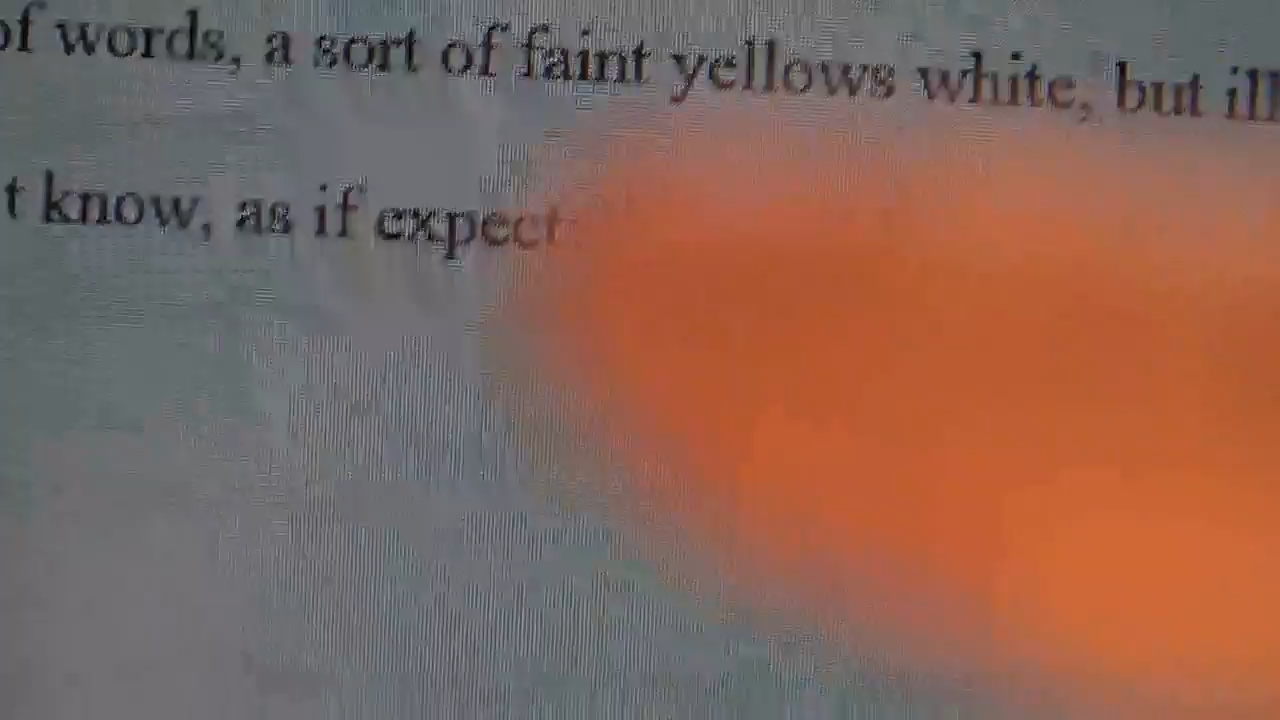 of words, a sort of faint yellows white, but ill
t know, as if expect